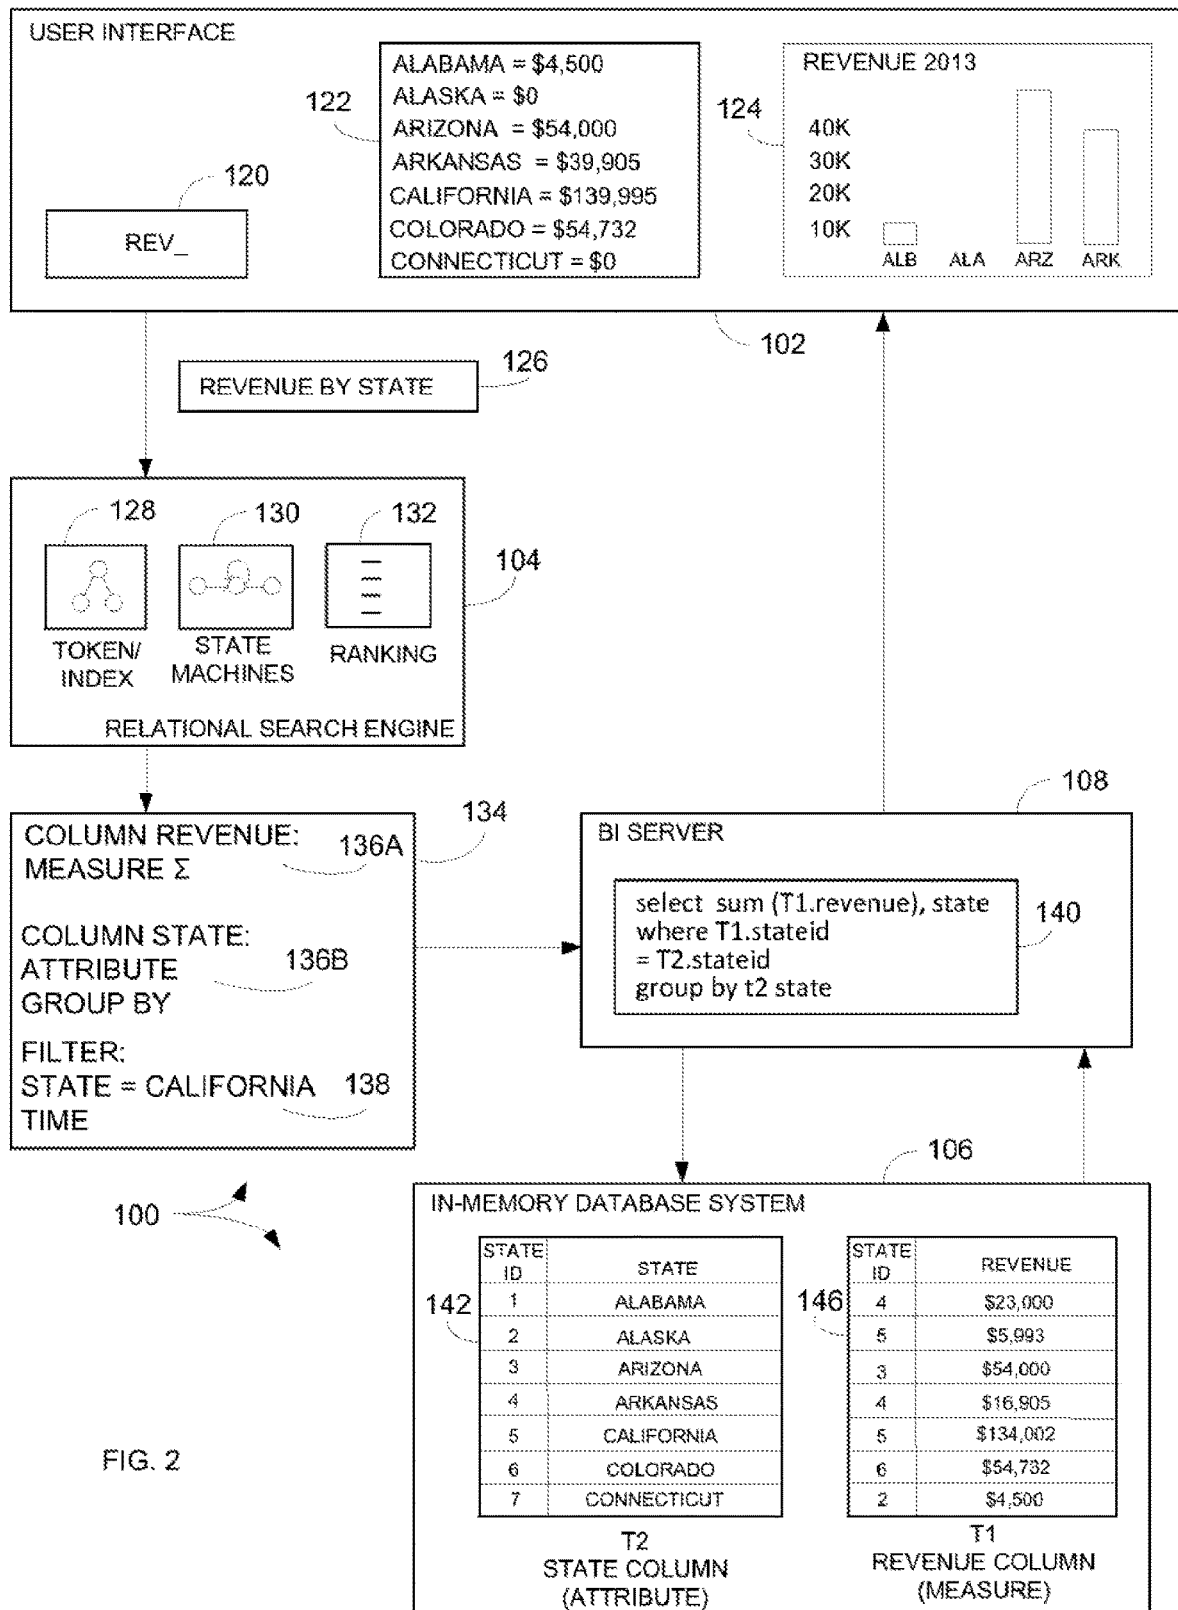 USER INTERFACE
ALABAMA = $4,500
ALASKA = $0
ARIZONA = $54,000
ARKANSAS = $39,905
CALIFORNIA = $139,995
COLORADO = $54,732
CONNECTICUT = $0
122
REVENUE 2013
124
40K
30K
20K
10K
ALB ALA ARZ ARK
120
REV_
102
REVENUE BY STATE
126
128
130
132
104
TOKEN/
INDEX
STATE
MACHINES
RANKING
RELATIONAL SEARCH ENGINE
134
COLUMN REVENUE:
MEASURE Σ
136A
COLUMN STATE:
ATTRIBUTE
GROUP BY
136B
FILTER:
STATE = CALIFORNIA
TIME
138
108
BI SERVER
select sum (T1.revenue), state
where T1.stateid
= T2.stateid
group by t2 state
140
100
106
IN-MEMORY DATABASE SYSTEM
142
STATE
ID
STATE
1 ALABAMA
2 ALASKA
3 ARIZONA
4 ARKANSAS
5 CALIFORNIA
6 COLORADO
7 CONNECTICUT
T2
STATE COLUMN
(ATTRIBUTE)
146
STATE
ID
REVENUE
4 $23,000
5 $5,993
3 $54,000
4 $16,905
5 $134,002
6 $54,732
2 $4,500
T1
REVENUE COLUMN
(MEASURE)
FIG. 2